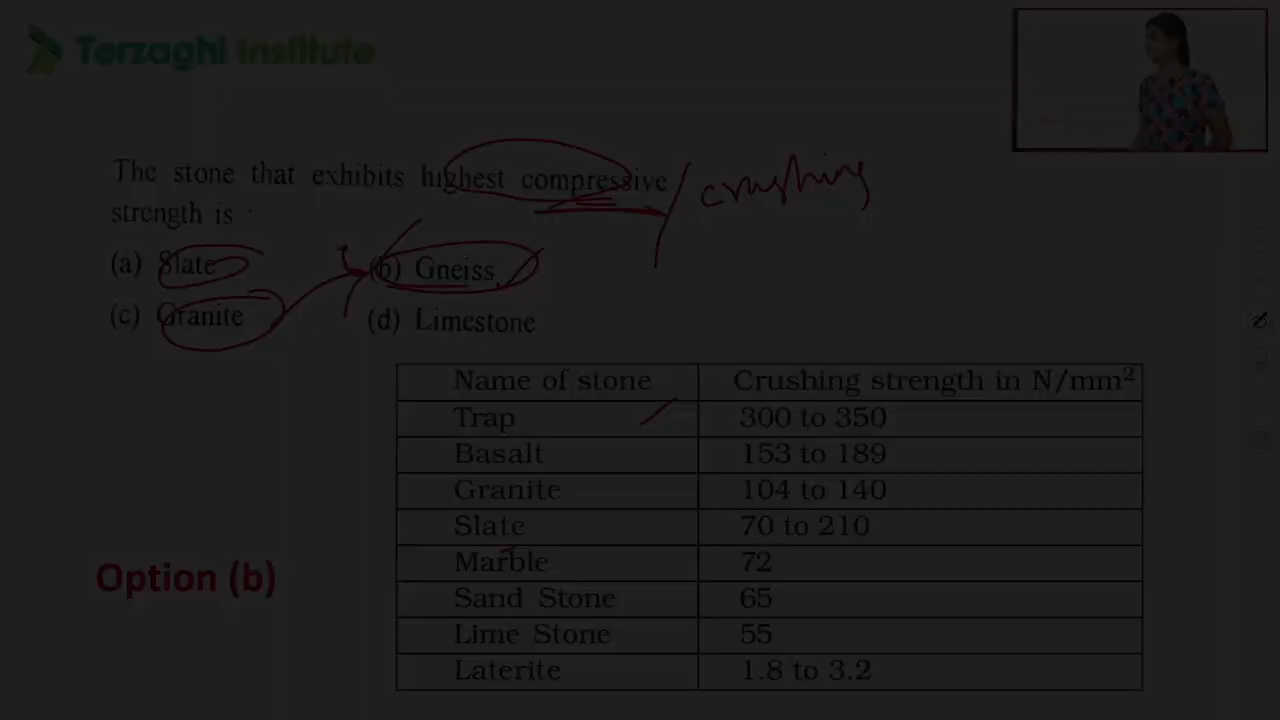 Terzaghi Institute
The stone that exhibits highest compressive / crushing
strength is :
(a) Slate (b) Gneiss
(c) Granite (d) Limestone
Name of stone Crushing strength in N/mm²
Trap 300 to 350
Basalt 153 to 189
Granite 104 to 140
Slate 70 to 210
Marble 72
Sand Stone 65
Lime Stone 55
Laterite 1.8 to 3.2
Option (b)